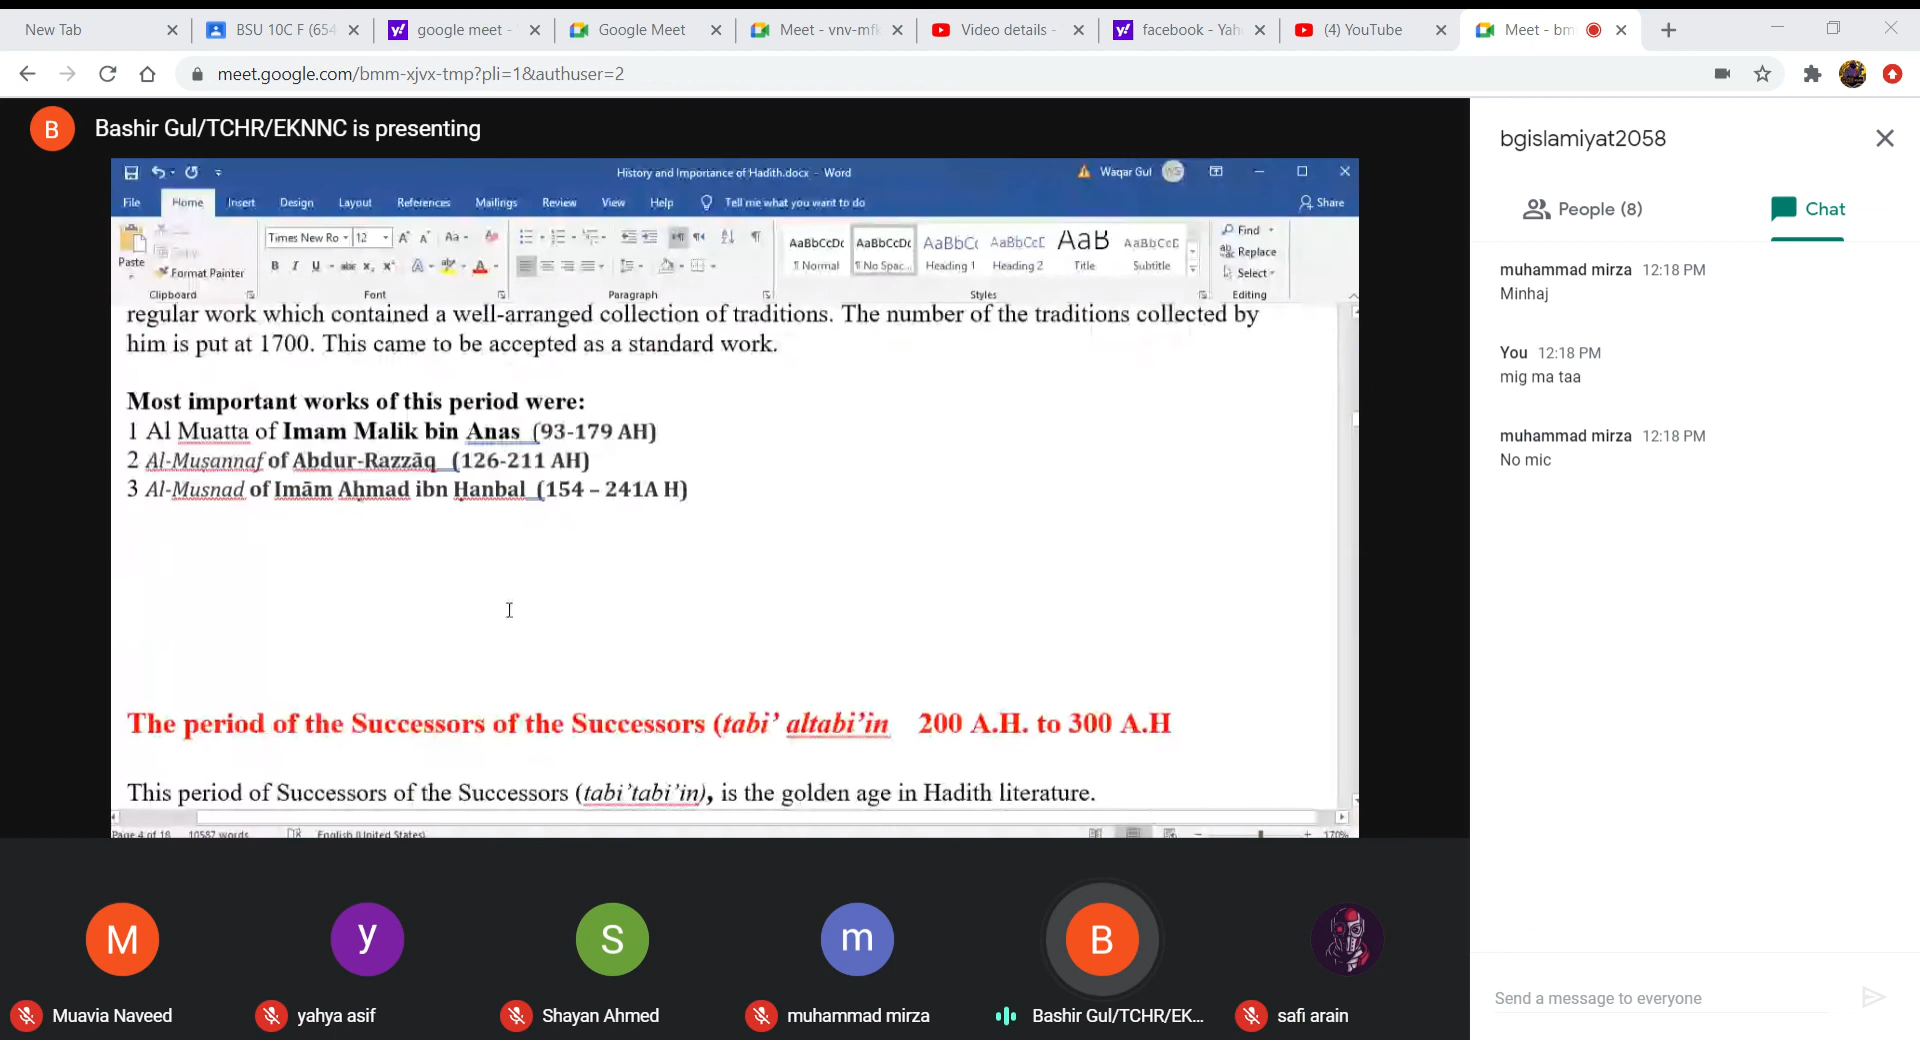 New Tab
BSU 10C F (654
google meet -
Google Meet
Meet - vnv-mfk
Video details -
facebook - Yah
(4) YouTube
Meet - bm
meet.google.com/bmm-xjvx-tmp?pli=1&authuser=2
B
Bashir Gul/TCHR/EKNNC is presenting
History and Importance of Hadith.docx - Word
Waqar Gul
WG
File
Home
Insert
Design
Layout
References
Mailings
Review
View
Help
Tell me what you want to do
Share
Paste
Cut
Copy
Format Painter
Clipboard
Times New Ro
12
Font
Paragraph
AaBbCcDc
¶ Normal
AaBbCcDc
¶ No Spac...
AaBbCc
Heading 1
AaBbCcE
Heading 2
AaB
Title
AaBbCcC
Subtitle
Styles
Find
Replace
Select
Editing
regular work which contained a well-arranged collection of traditions. The number of the traditions collected by
him is put at 1700. This came to be accepted as a standard work.
Most important works of this period were:
1 Al Muatta of Imam Malik bin Anas (93-179 AH)
2 Al-Muṣannaf of Abdur-Razzāq (126-211 AH)
3 Al-Musnad of Imām Aḥmad ibn Ḥanbal (154 – 241A H)
The period of the Successors of the Successors (tabi’ altabi’in 200 A.H. to 300 A.H
This period of Successors of the Successors (tabi’tabi’in), is the golden age in Hadith literature.
Page 4 of 18
10587 words
English (United States)
170%
M
Muavia Naveed
y
yahya asif
S
Shayan Ahmed
m
muhammad mirza
B
Bashir Gul/TCHR/EK...
safi arain
bgislamiyat2058
People (8)
Chat
muhammad mirza 12:18 PM
Minhaj
You 12:18 PM
mig ma taa
muhammad mirza 12:18 PM
No mic
Send a message to everyone